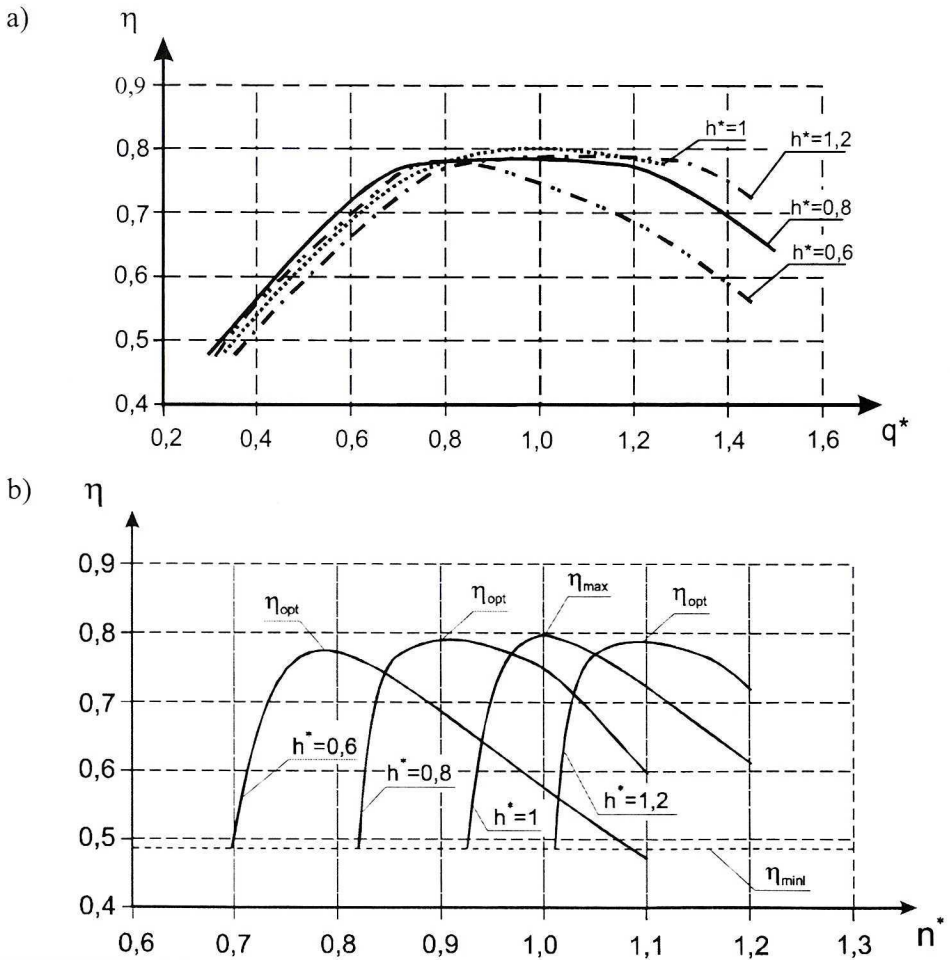 a)
η
0,9
0,8
0,7
0,6
0,5
0,4
h*=1
h*=1,2
h*=0,8
h*=0,6
0,2 0,4 0,6 0,8 1,0 1,2 1,4 1,6
q*
b)
η
0,9
0,8
0,7
0,6
0,5
0,4
ηopt
ηopt
ηmax
ηopt
h*=0,6
h*=0,8
h*=1
h*=1,2
ηminl
0,6 0,7 0,8 0,9 1,0 1,1 1,2 1,3
n*